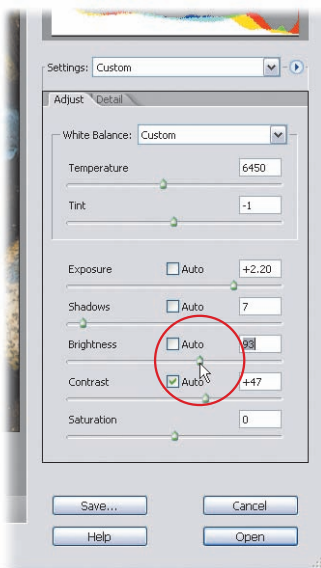 Settings: Custom
Adjust Detail
White Balance: Custom
Temperature 6450
Tint -1
Exposure Auto +2.20
Shadows Auto 7
Brightness Auto 93
Contrast Auto +47
Saturation 0
Save... Cancel
Help Open